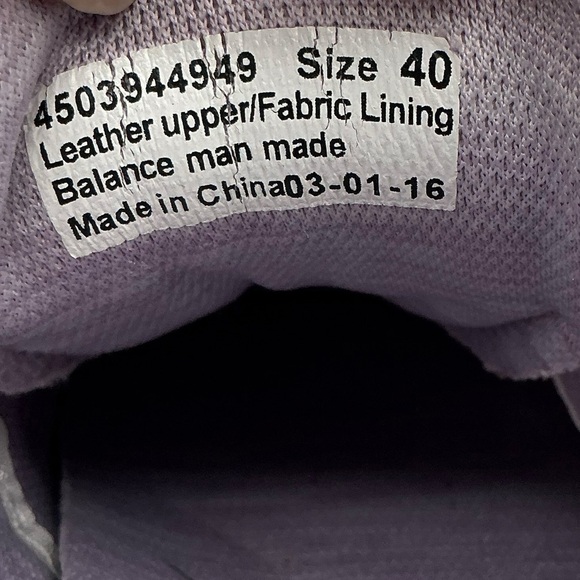 4503944949 Size 40
Leather upper/Fabric Lining
Balance man made
Made in China03-01-16